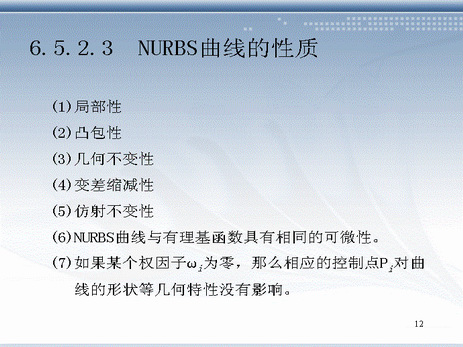 6.5.2.3 NURBS曲线的性质
(1)局部性
(2)凸包性
(3)几何不变性
(4)变差缩减性
(5)仿射不变性
(6)NURBS曲线与有理基函数具有相同的可微性。
(7)如果某个权因子ωi为零，那么相应的控制点Pi对曲
线的形状等几何特性没有影响。
12